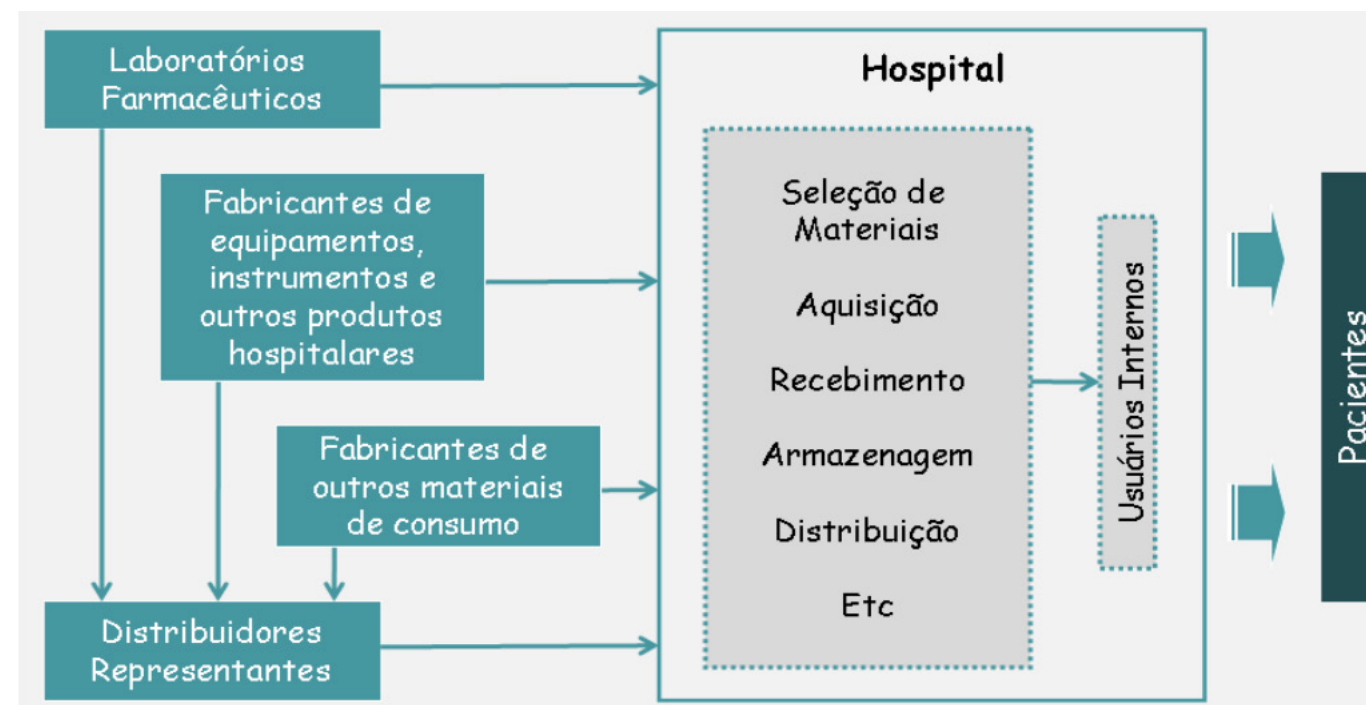 Laboratórios
Farmacêuticos
Fabricantes de
equipamentos,
instrumentos e
outros produtos
hospitalares
Fabricantes de
outros materiais
de consumo
Distribuidores
Representantes
Hospital
Seleção de
Materiais
Aquisição
Recebimento
Armazenagem
Distribuição
Etc
Usuários Internos
Pacientes